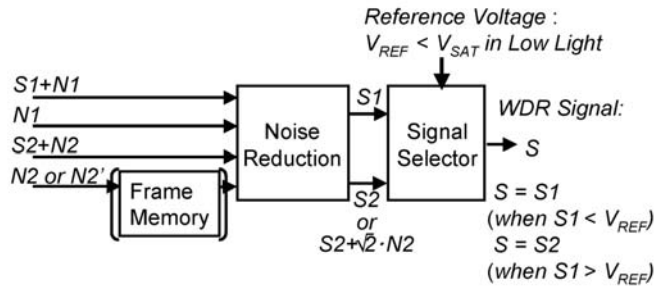 Reference Voltage :
V_REF < V_SAT in Low Light
S1+N1
N1
S2+N2
N2 or N2'
Frame
Memory
Noise
Reduction
S1
S2
or
S2+√2·N2
Signal
Selector
WDR Signal:
S
S = S1
(when S1 < V_REF)
S = S2
(when S1 > V_REF)